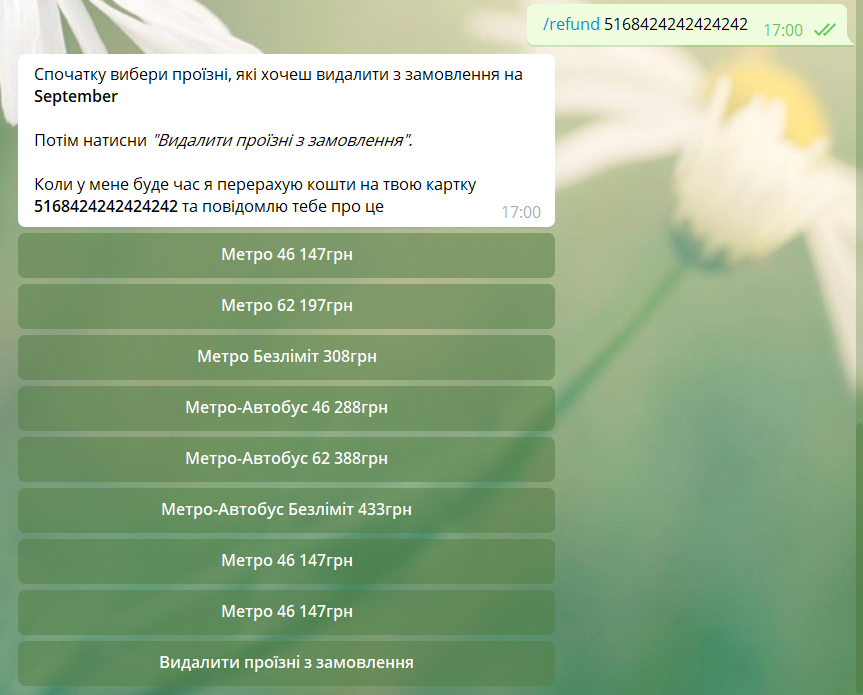 /refund 5168424242424242 17:00
Спочатку вибери проїзні, які хочеш видалити з замовлення на
September
Потім натисни "Видалити проїзні з замовлення".
Коли у мене буде час я перерахую кошти на твою картку
5168424242424242 та повідомлю тебе про це 17:00
Метро 46 147грн
Метро 62 197грн
Метро Безліміт 308грн
Метро-Автобус 46 288грн
Метро-Автобус 62 388грн
Метро-Автобус Безліміт 433грн
Метро 46 147грн
Метро 46 147грн
Видалити проїзні з замовлення